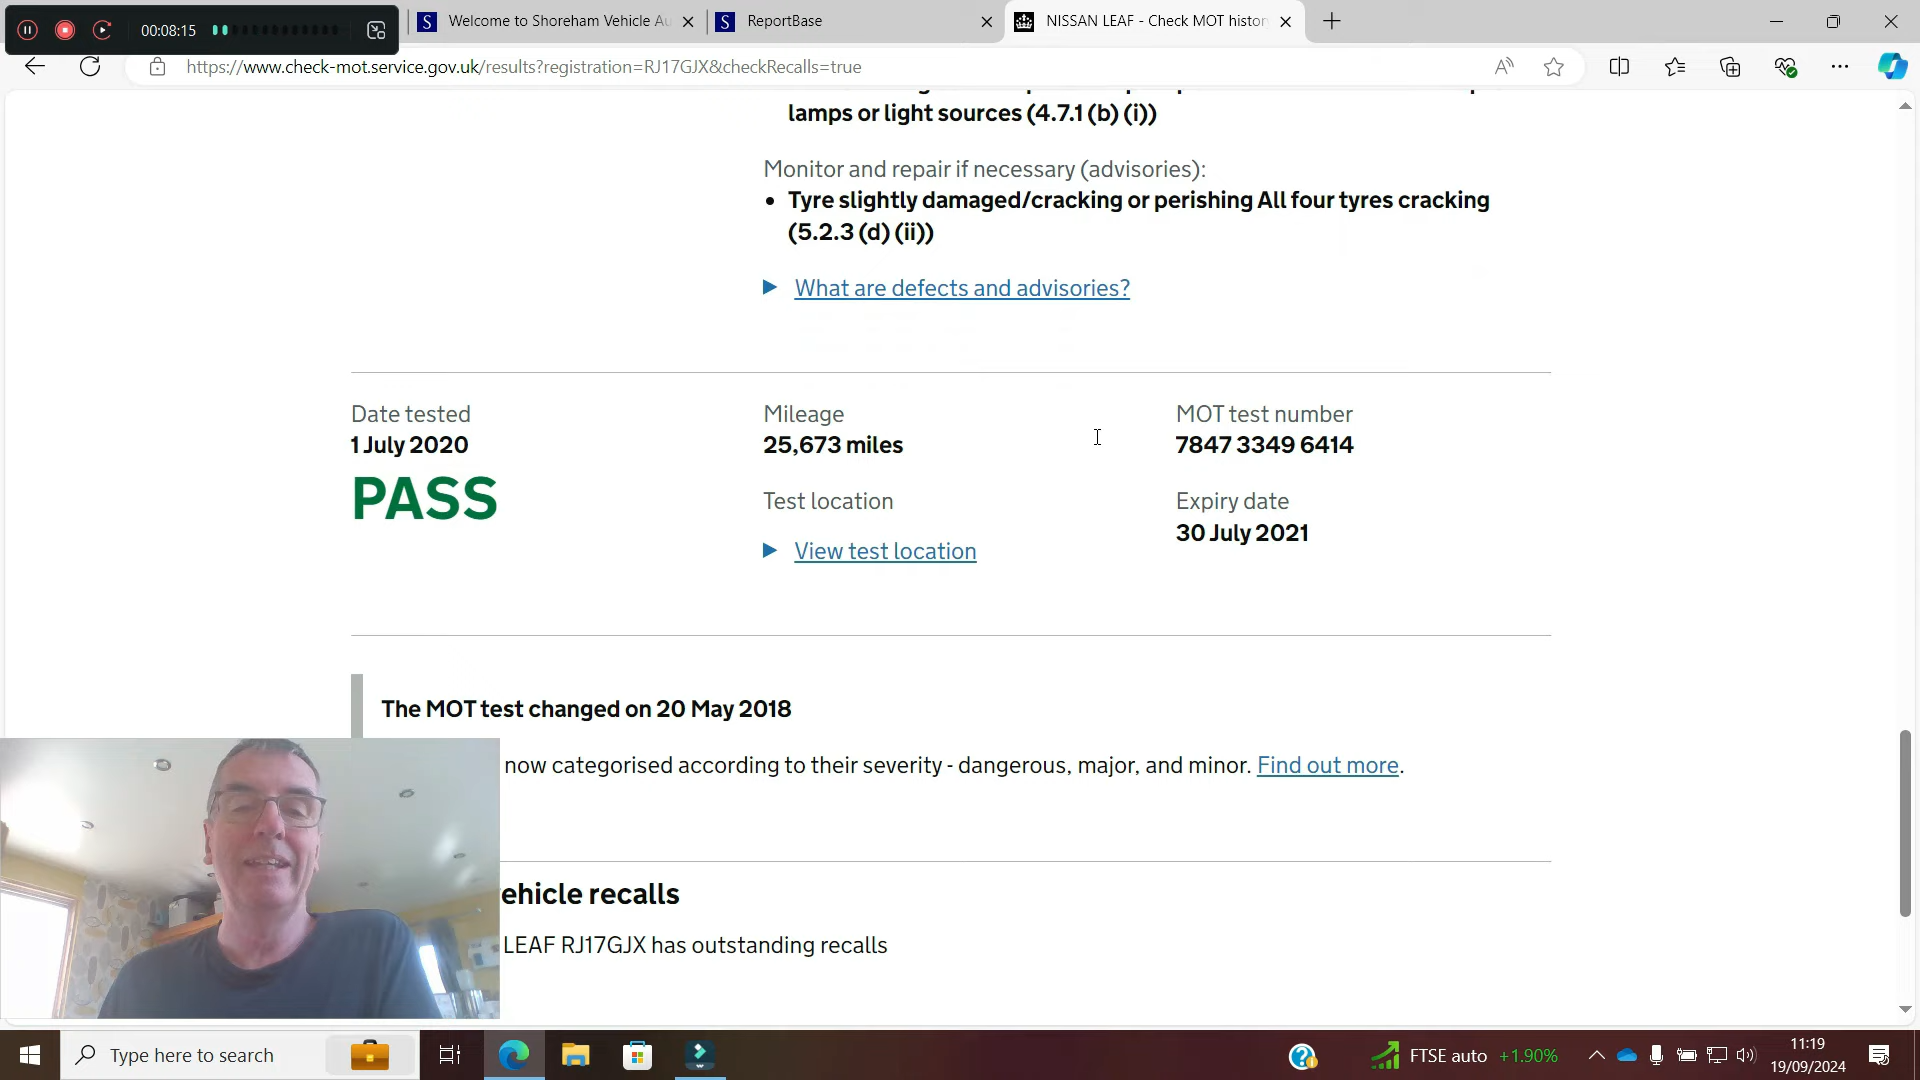 00:08:15
Welcome to Shoreham Vehicle Au
ReportBase
NISSAN LEAF - Check MOT histor
https://www.check-mot.service.gov.uk/results?registration=RJ17GJX&checkRecalls=true
lamps or light sources (4.7.1 (b) (i))
Monitor and repair if necessary (advisories):
• Tyre slightly damaged/cracking or perishing All four tyres cracking
(5.2.3 (d) (ii))
What are defects and advisories?
Date tested
1 July 2020
PASS
Mileage
25,673 miles
Test location
View test location
MOT test number
7847 3349 6414
Expiry date
30 July 2021
The MOT test changed on 20 May 2018
now categorised according to their severity - dangerous, major, and minor. Find out more.
ehicle recalls
LEAF RJ17GJX has outstanding recalls
Type here to search
FTSE auto +1.90%
11:19
19/09/2024